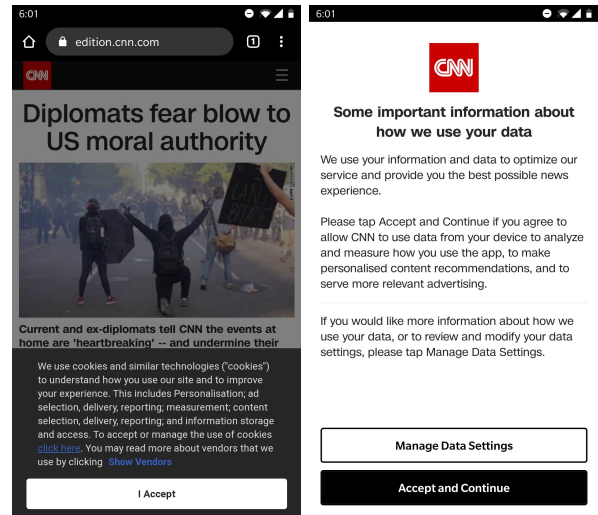 6:01
edition.cnn.com
1
CNN
Diplomats fear blow to
US moral authority
I CAN'T
BREATHE
Current and ex-diplomats tell CNN the events at
home are 'heartbreaking' -- and undermine their
We use cookies and similar technologies ("cookies")
to understand how you use our site and to improve
your experience. This includes Personalisation; ad
selection, delivery, reporting; measurement; content
selection, delivery, reporting; and information storage
and access. To accept or manage the use of cookies
click here. You may read more about vendors that we
use by clicking Show Vendors
I Accept
6:01
CNN
Some important information about
how we use your data
We use your information and data to optimize our
service and provide you the best possible news
experience.
Please tap Accept and Continue if you agree to
allow CNN to use data from your device to analyze
and measure how you use the app, to make
personalised content recommendations, and to
serve more relevant advertising.
If you would like more information about how we
use your data, or to review and modify your data
settings, please tap Manage Data Settings.
Manage Data Settings
Accept and Continue